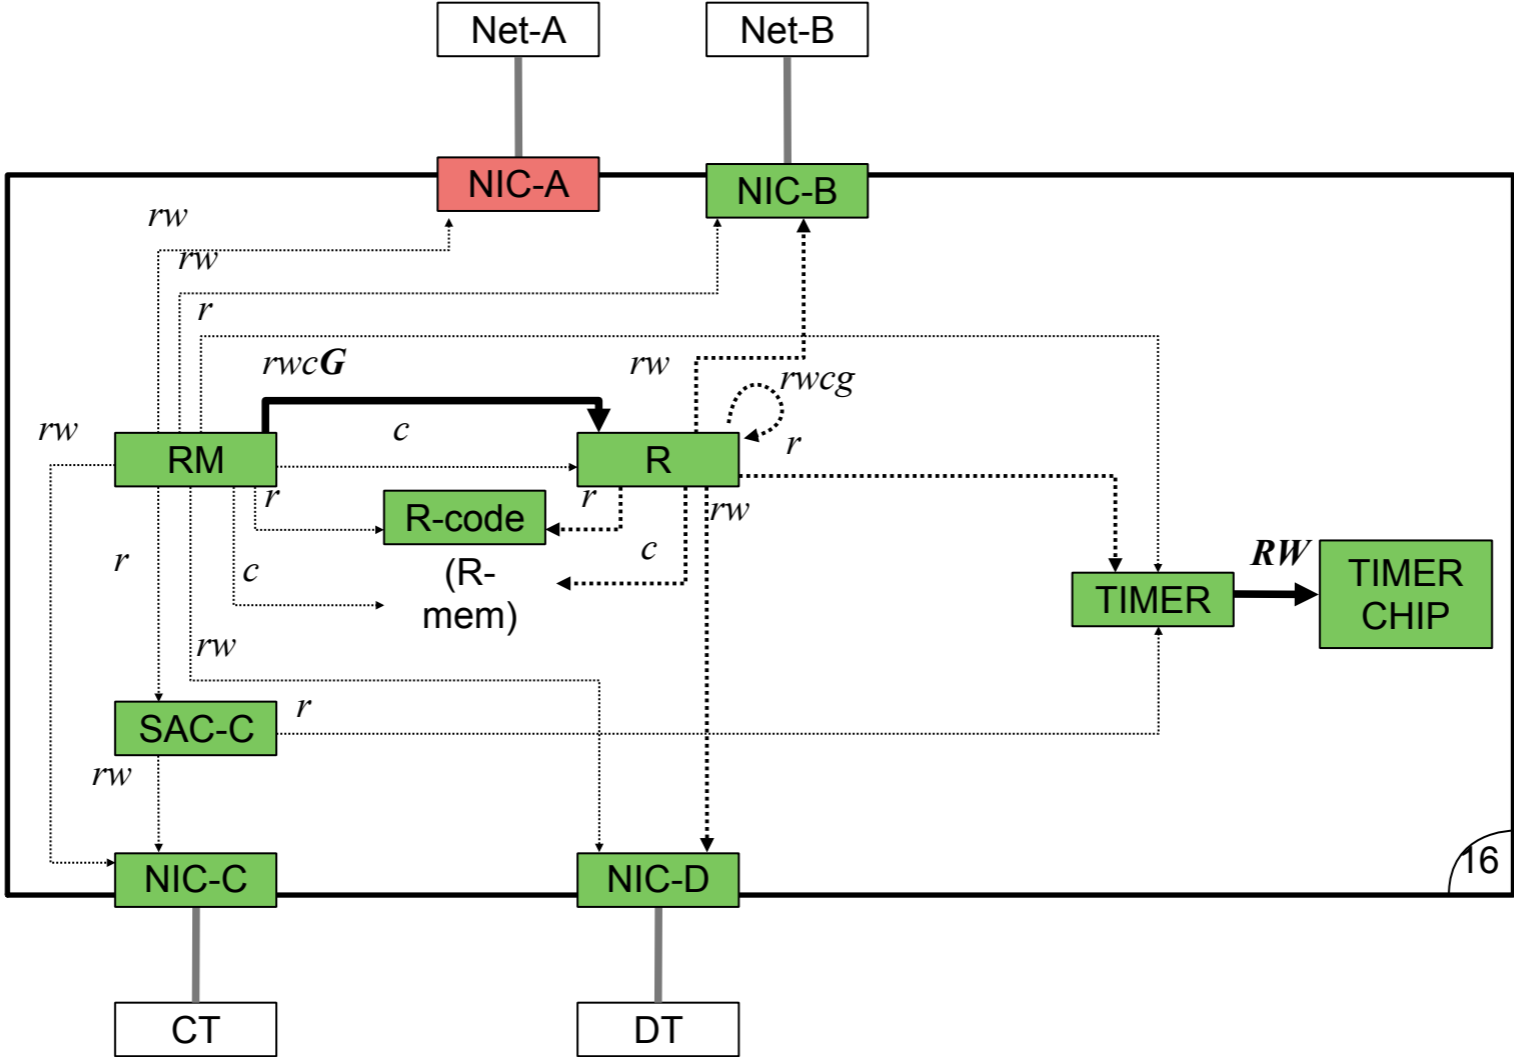 Net-A
Net-B
NIC-A
NIC-B
rw
rw
r
rwcG
rw
rwcg
rw
c
r
RM
R
r
r
rw
R-code
r
c
c
(R-
mem)
RW
TIMER
TIMER
CHIP
rw
SAC-C
r
rw
NIC-C
NIC-D
16
CT
DT